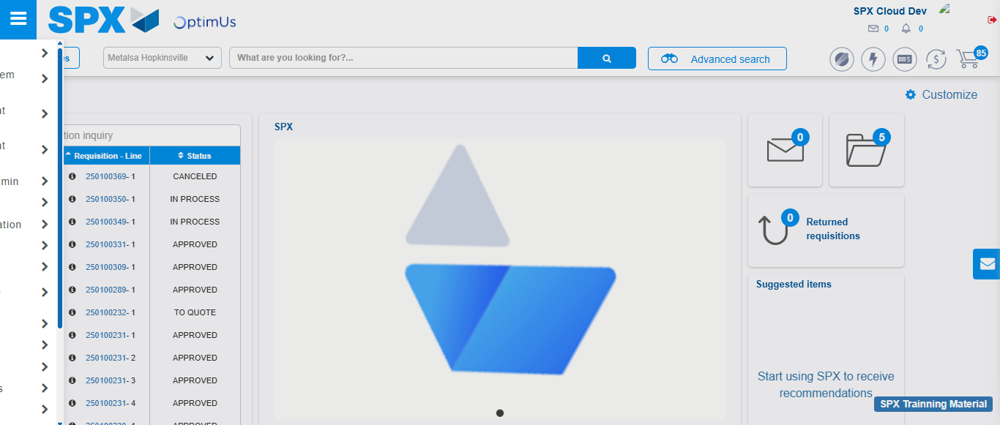 SPX OptimUs
SPX Cloud Dev
0 0
es
Metalsa Hopkinsville
What are you looking for?...
Advanced search
85
em
nt
nt
min
ation
s
Customize
tion inquiry
Requisition - Line Status
250100369- 1 CANCELED
250100350- 1 IN PROCESS
250100349- 1 IN PROCESS
250100331- 1 APPROVED
250100309- 1 APPROVED
250100289- 1 APPROVED
250100232- 1 TO QUOTE
250100231- 1 APPROVED
250100231- 2 APPROVED
250100231- 3 APPROVED
250100231- 4 APPROVED
SPX
0
5
0
Returned
requisitions
Suggested items
Start using SPX to receive
recommendations
SPX Trainning Material